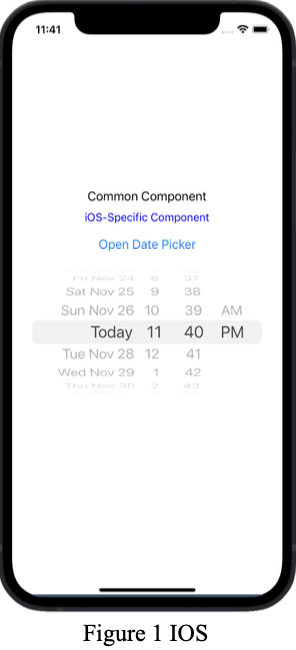 11:41
Common Component
iOS-Specific Component
Open Date Picker
Fri Nov 24 8 37
Sat Nov 25 9 38
Sun Nov 26 10 39 AM
Today 11 40 PM
Tue Nov 28 12 41
Wed Nov 29 1 42
Thu Nov 30 2 43
Figure 1 IOS